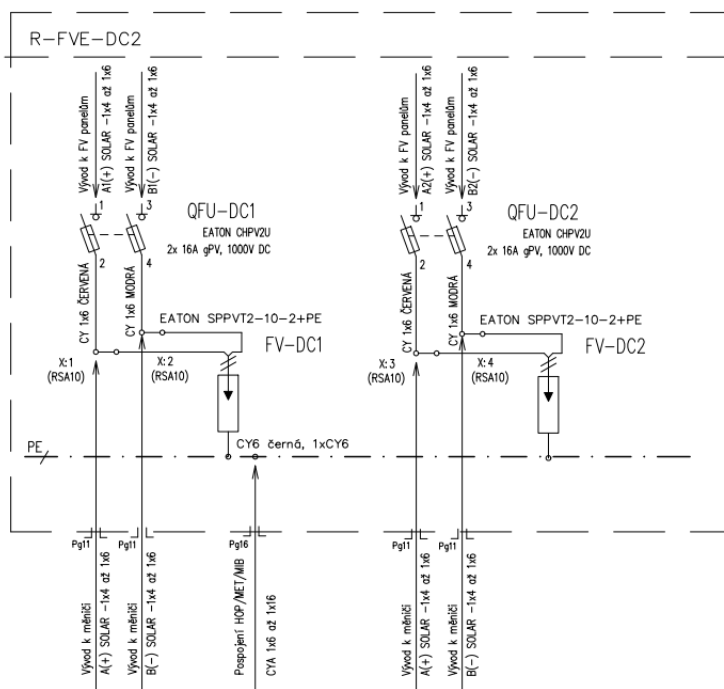 R-FVE-DC2
Vývod k FV panelům
A1(+) SOLAR -1x4 až 1x6
Vývod k FV panelům
B1(-) SOLAR -1x4 až 1x6
Vývod k FV panelům
A2(+) SOLAR -1x4 až 1x6
Vývod k FV panelům
B2(-) SOLAR -1x4 až 1x6
1
3
QFU-DC1
EATON CHPV2U
2x 16A gPV, 1000V DC
2
4
1
3
QFU-DC2
EATON CHPV2U
2x 16A gPV, 1000V DC
2
4
CY 1x6 ČERVENÁ
CY 1x6 MODRÁ
EATON SPPVT2-10-2+PE
FV-DC1
CY 1x6 ČERVENÁ
CY 1x6 MODRÁ
EATON SPPVT2-10-2+PE
FV-DC2
X:1
(RSA10)
X:2
(RSA10)
X:3
(RSA10)
X:4
(RSA10)
PE
CY6 černá, 1xCY6
Pg11
Pg11
Pg16
Pg11
Pg11
Vývod k měniči
A(+) SOLAR -1x4 až 1x6
Vývod k měniči
B(-) SOLAR -1x4 až 1x6
Pospojení HOP/MET/MIB
CYA 1x6 až 1x16
Vývod k měniči
A(+) SOLAR -1x4 až 1x6
Vývod k měniči
B(-) SOLAR -1x4 až 1x6